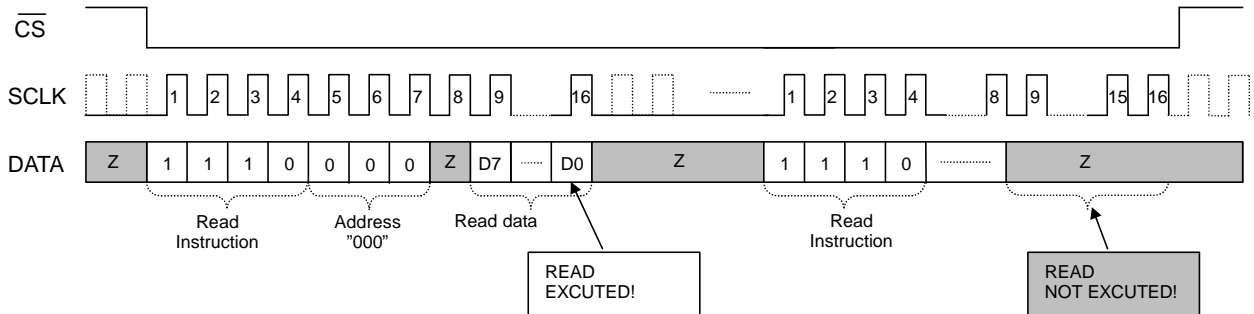 CS
SCLK 1 2 3 4 5 6 7 8 9 16 ........... 1 2 3 4 8 9 15 16
DATA Z 1 1 1 0 0 0 0 Z D7 ...... D0 Z 1 1 1 0 ............... Z
Read
Instruction
Address
"000"
Read data
Read
Instruction
READ
EXCUTED!
READ
NOT EXCUTED!